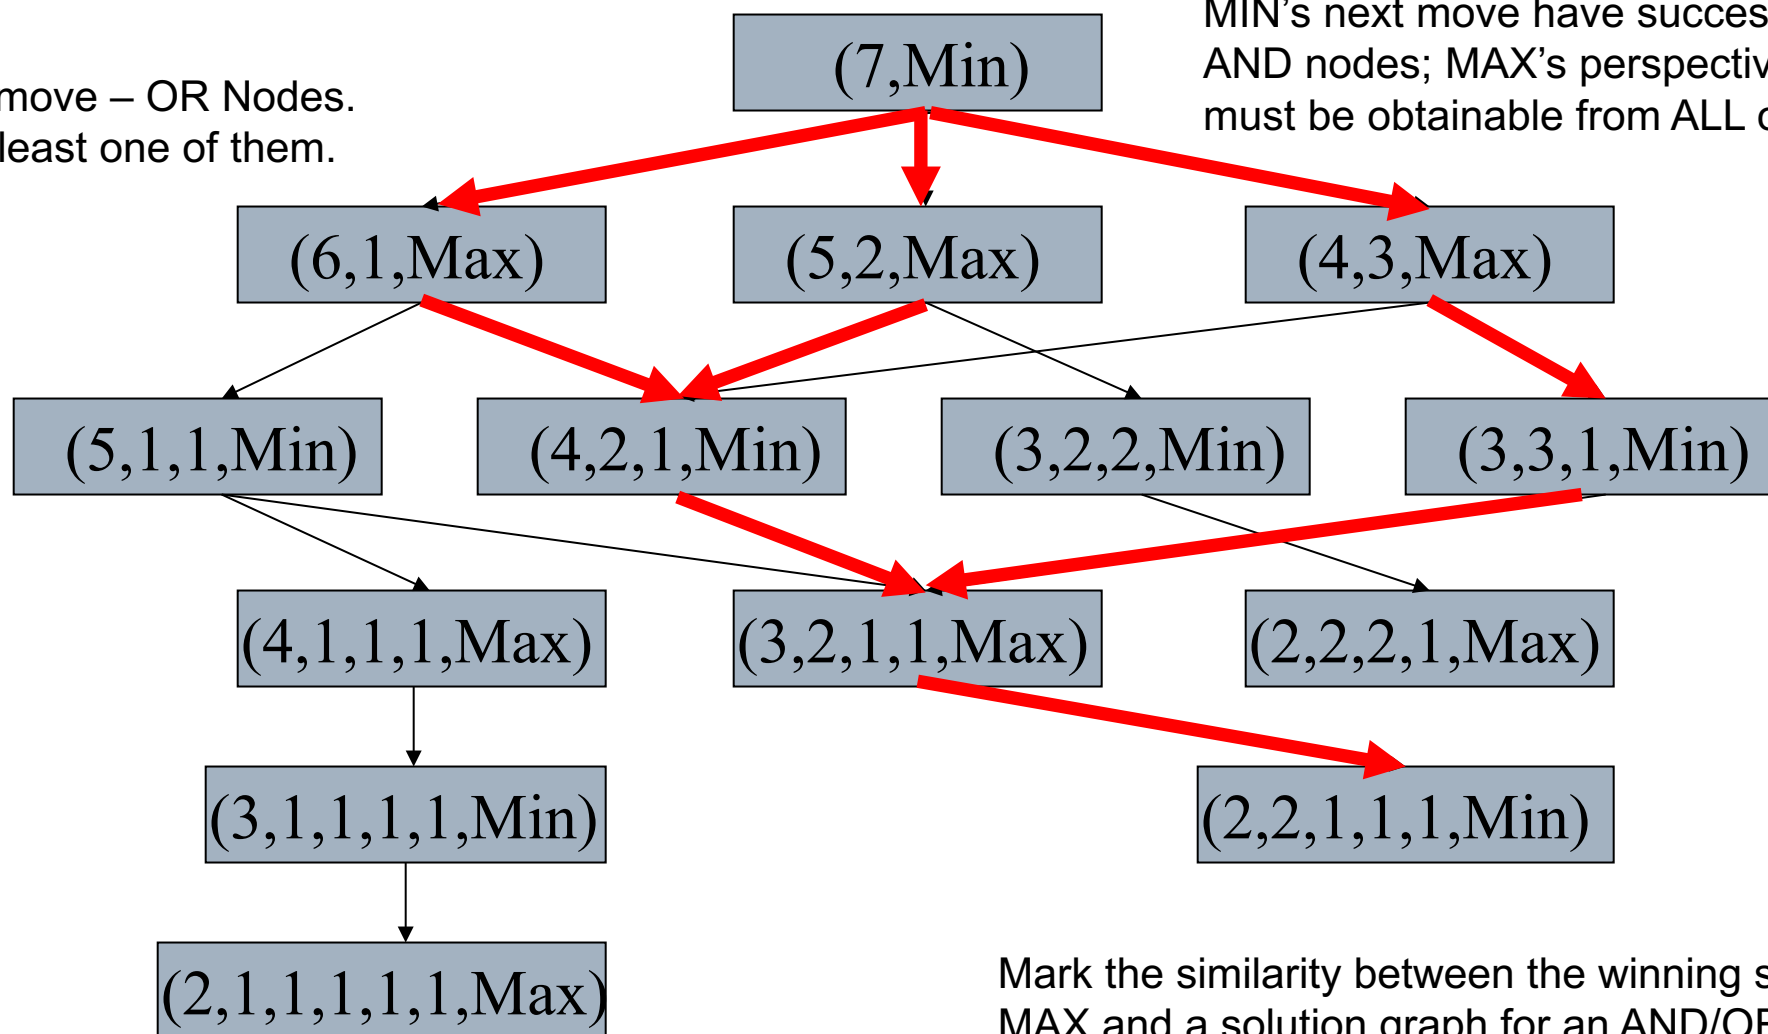 MIN's next move have succes
(7,Min)
AND nodes; MAX's perspectiv
move – OR Nodes.
must be obtainable from ALL
least one of them.
(6,1,Max) (5,2,Max) (4,3,Max)
(5,1,1,Min) (4,2,1,Min) (3,2,2,Min) (3,3,1,Min)
(4,1,1,1,Max) (3,2,1,1,Max) (2,2,2,1,Max)
(3,1,1,1,1,Min) (2,2,1,1,1,Min)
(2,1,1,1,1,1,Max)
Mark the similarity between the winning s
MAX and a solution graph for an AND/OR